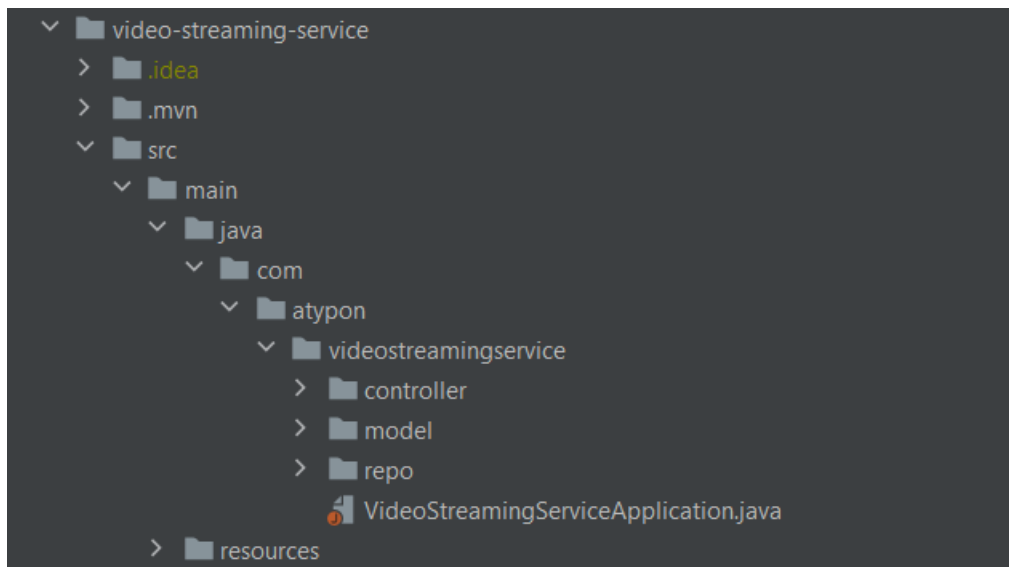 video-streaming-service
.idea
.mvn
src
main
java
com
atypon
videostreamingservice
controller
model
repo
VideoStreamingServiceApplication.java
resources